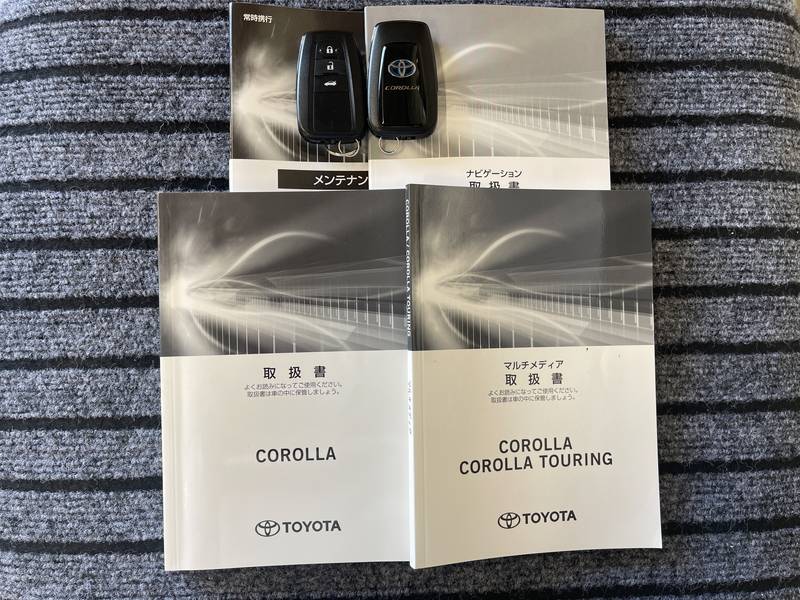 常時携行
COROLLA
メンテナン
ナビゲーション
取扱書
COROLLA / COROLLA TOURING
取扱書
よくお読みになってご使用ください。
取扱書は車の中に保管しましょう。
COROLLA
TOYOTA
マルチメディア
取扱書
よくお読みになってご使用ください。
取扱書は車の中に保管しましょう。
COROLLA
COROLLA TOURING
TOYOTA